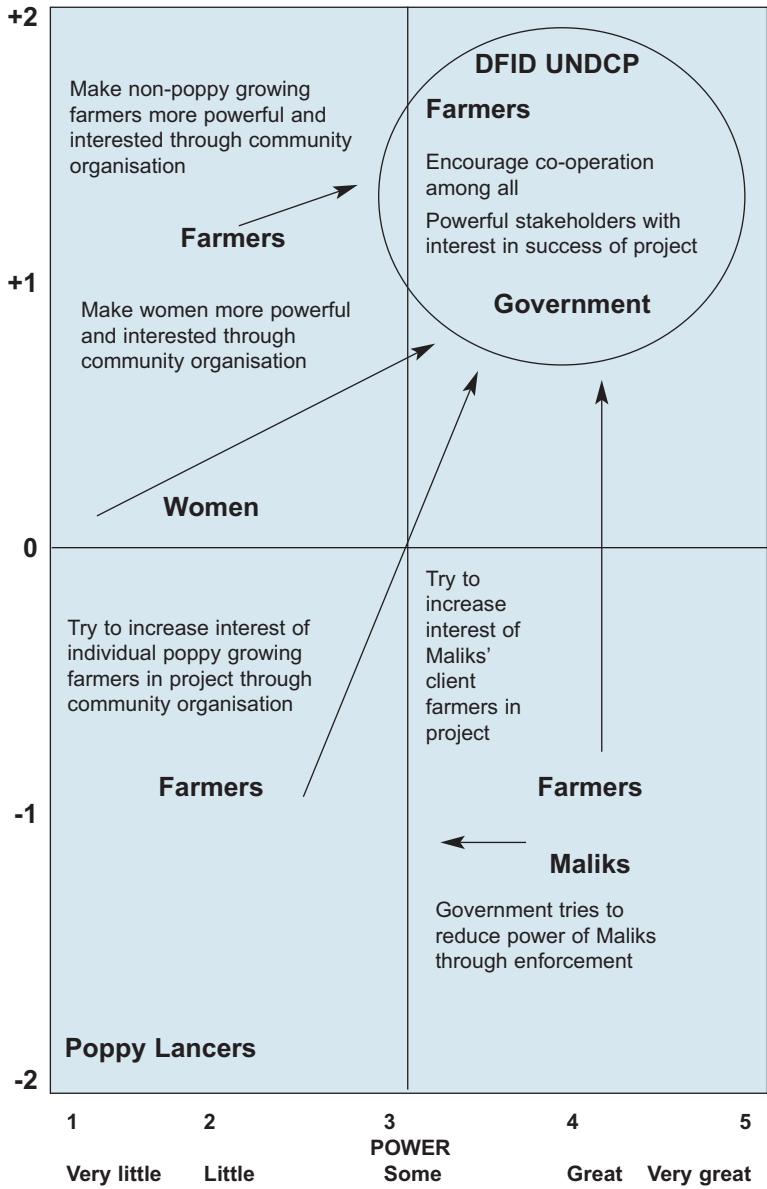 +2
DFID UNDCP
Make non-poppy growing
farmers more powerful and
interested through community
organisation
Farmers
Encourage co-operation
among all
Powerful stakeholders with
interest in success of project
Farmers
+1
Government
Make women more powerful
and interested through
community organisation
Women
0
Try to increase interest of
individual poppy growing
farmers in project through
community organisation
Try to
increase
interest of
Maliks'
client
farmers in
project
Farmers
Farmers
-1
Maliks
Government tries to
reduce power of Maliks
through enforcement
Poppy Lancers
-2
1 2 3 4 5
POWER
Very little Little Some Great Very great